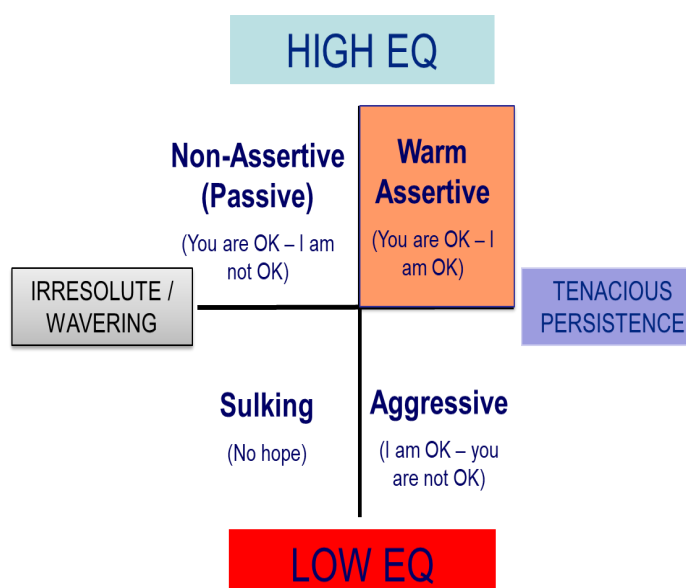 HIGH EQ
Non-Assertive
(Passive)
(You are OK – I am
not OK)
Warm
Assertive
(You are OK – I
am OK)
IRRESOLUTE /
WAVERING
TENACIOUS
PERSISTENCE
Sulking
(No hope)
Aggressive
(I am OK – you
are not OK)
LOW EQ